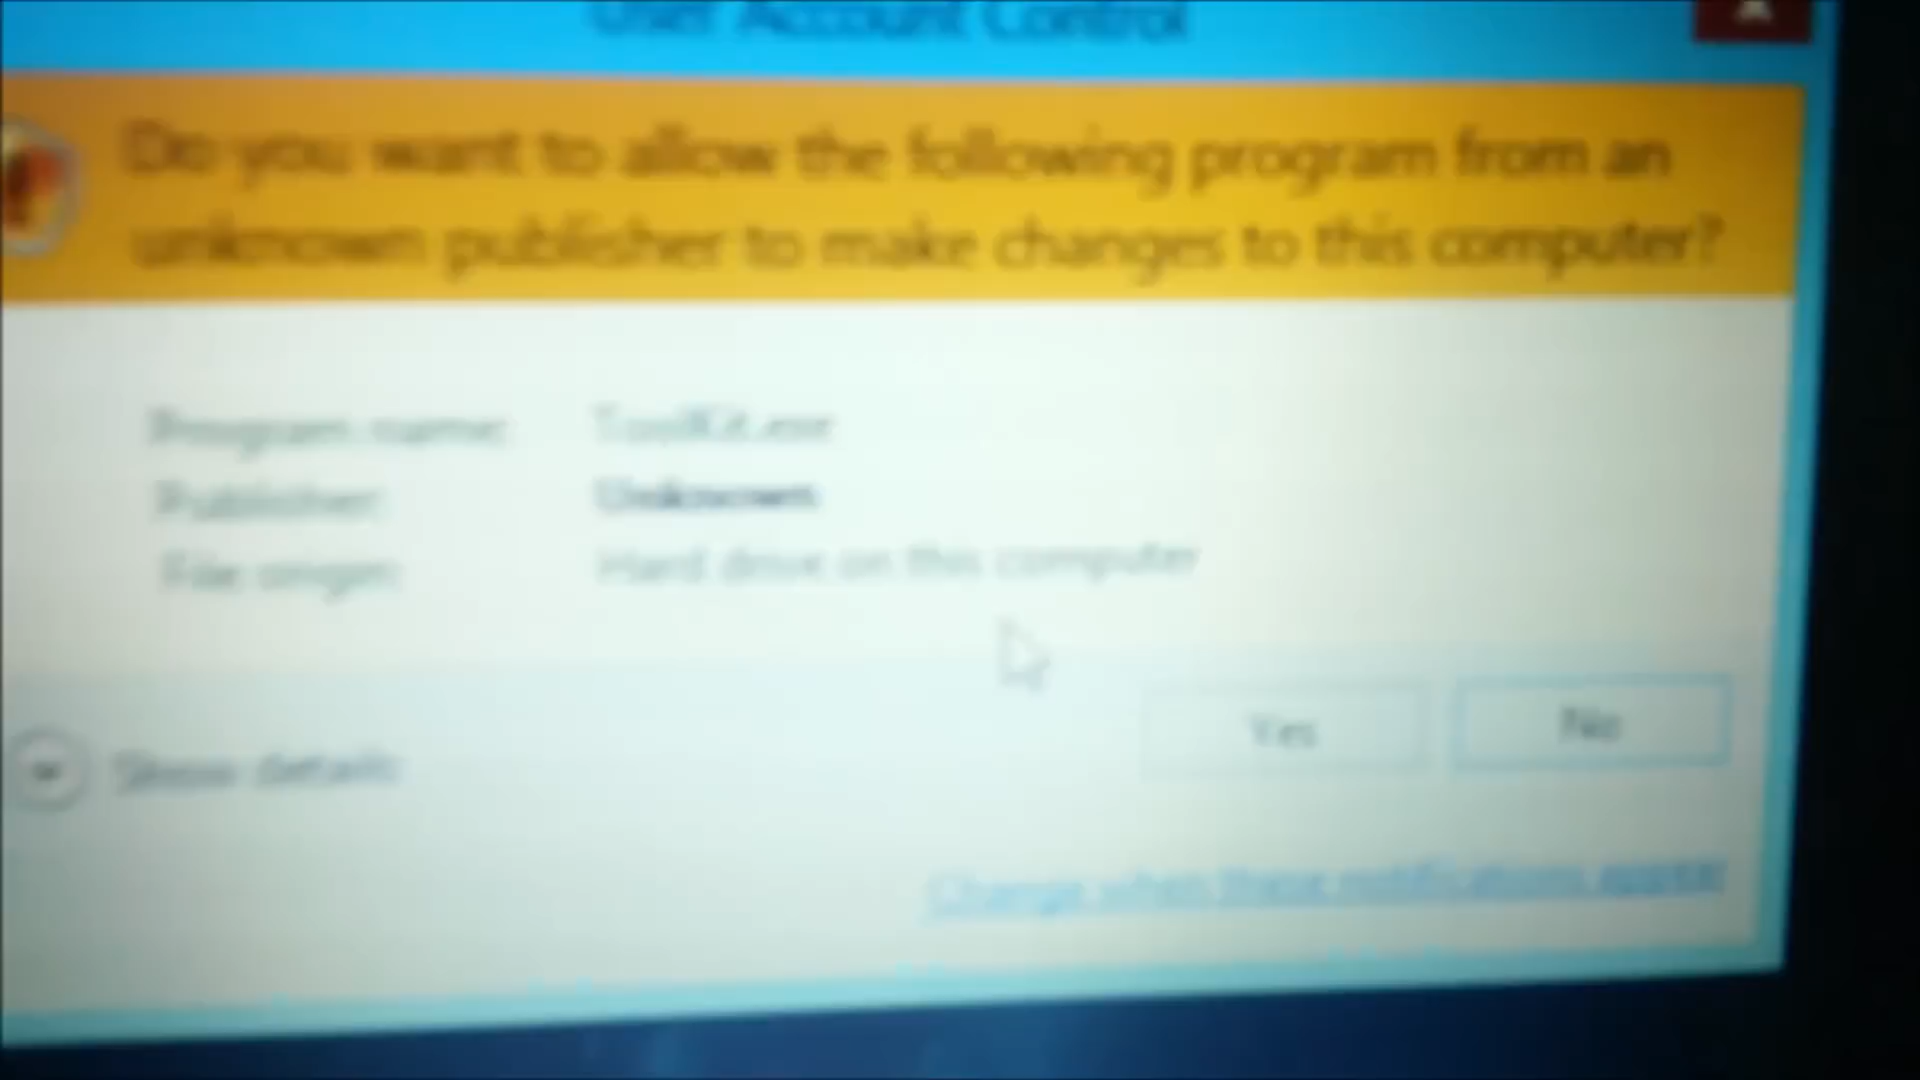 User Account Control
Do you want to allow the following program from an
unknown publisher to make changes to this computer?
Program name: ToolKit.exe
Publisher: Unknown
File origin: Hard drive on this computer
Show details
Yes No
Change when these notifications appear